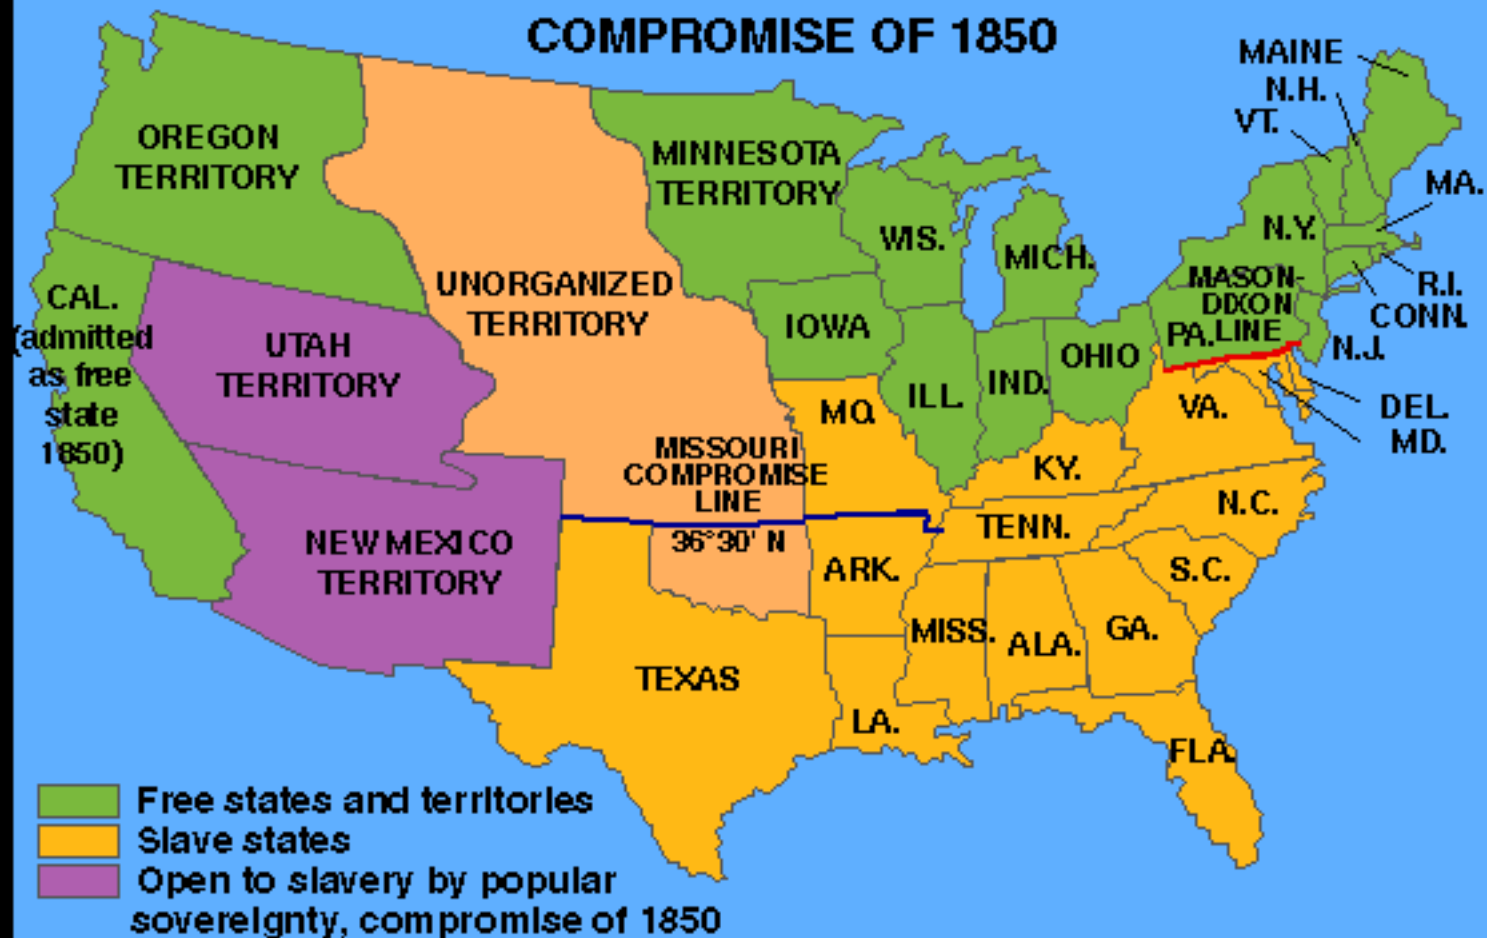 COMPROMISE OF 1850
MAINE
N.H.
VT.
MA.
OREGON
TERRITORY
MINNESOTA
TERRITORY
WIS.
MICH.
N.Y.
MASON-
DIXON
LINE
PA.
R.I.
CONN.
N.J.
DEL.
MD.
CAL.
(admitted
as free
state
1850)
UTAH
TERRITORY
UNORGANIZED
TERRITORY
IOWA
ILL.
IND.
OHIO
VA.
MO.
MISSOURI
COMPROMISE
LINE
36°30' N
KY.
N.C.
TENN.
NEW MEXICO
TERRITORY
ARK.
S.C.
MISS.
ALA.
GA.
TEXAS
LA.
FLA.
Free states and territories
Slave states
Open to slavery by popular
sovereignty, compromise of 1850